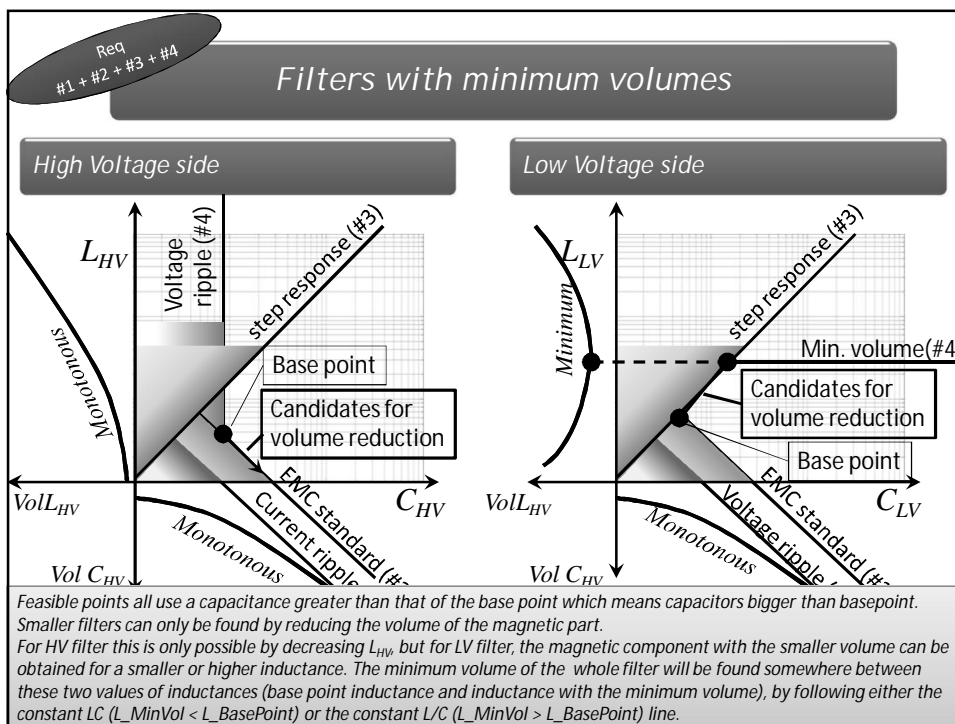 Req
#1 + #2 + #3 + #4
Filters with minimum volumes
High Voltage side
L_HV
Voltage
ripple (#4)
step response (#3)
Base point
Candidates for
volume reduction
Monotonous
VolL_HV
C_HV
EMC standard (#
Current ripple
Monotonous
Vol C_HV
Low Voltage side
L_LV
step response (#3)
Minimum
Min. volume(#4
Candidates for
volume reduction
Base point
VolL_HV
C_LV
EMC standard (#
Voltage ripple
Monotonous
Vol C_HV
Feasible points all use a capacitance greater than that of the base point which means capacitors bigger than basepoint.
Smaller filters can only be found by reducing the volume of the magnetic part.
For HV filter this is only possible by decreasing L_HV, but for LV filter, the magnetic component with the smaller volume can be
obtained for a smaller or higher inductance. The minimum volume of the whole filter will be found somewhere between
these two values of inductances (base point inductance and inductance with the minimum volume), by following either the
constant LC (L_MinVol < L_BasePoint) or the constant L/C (L_MinVol > L_BasePoint) line.